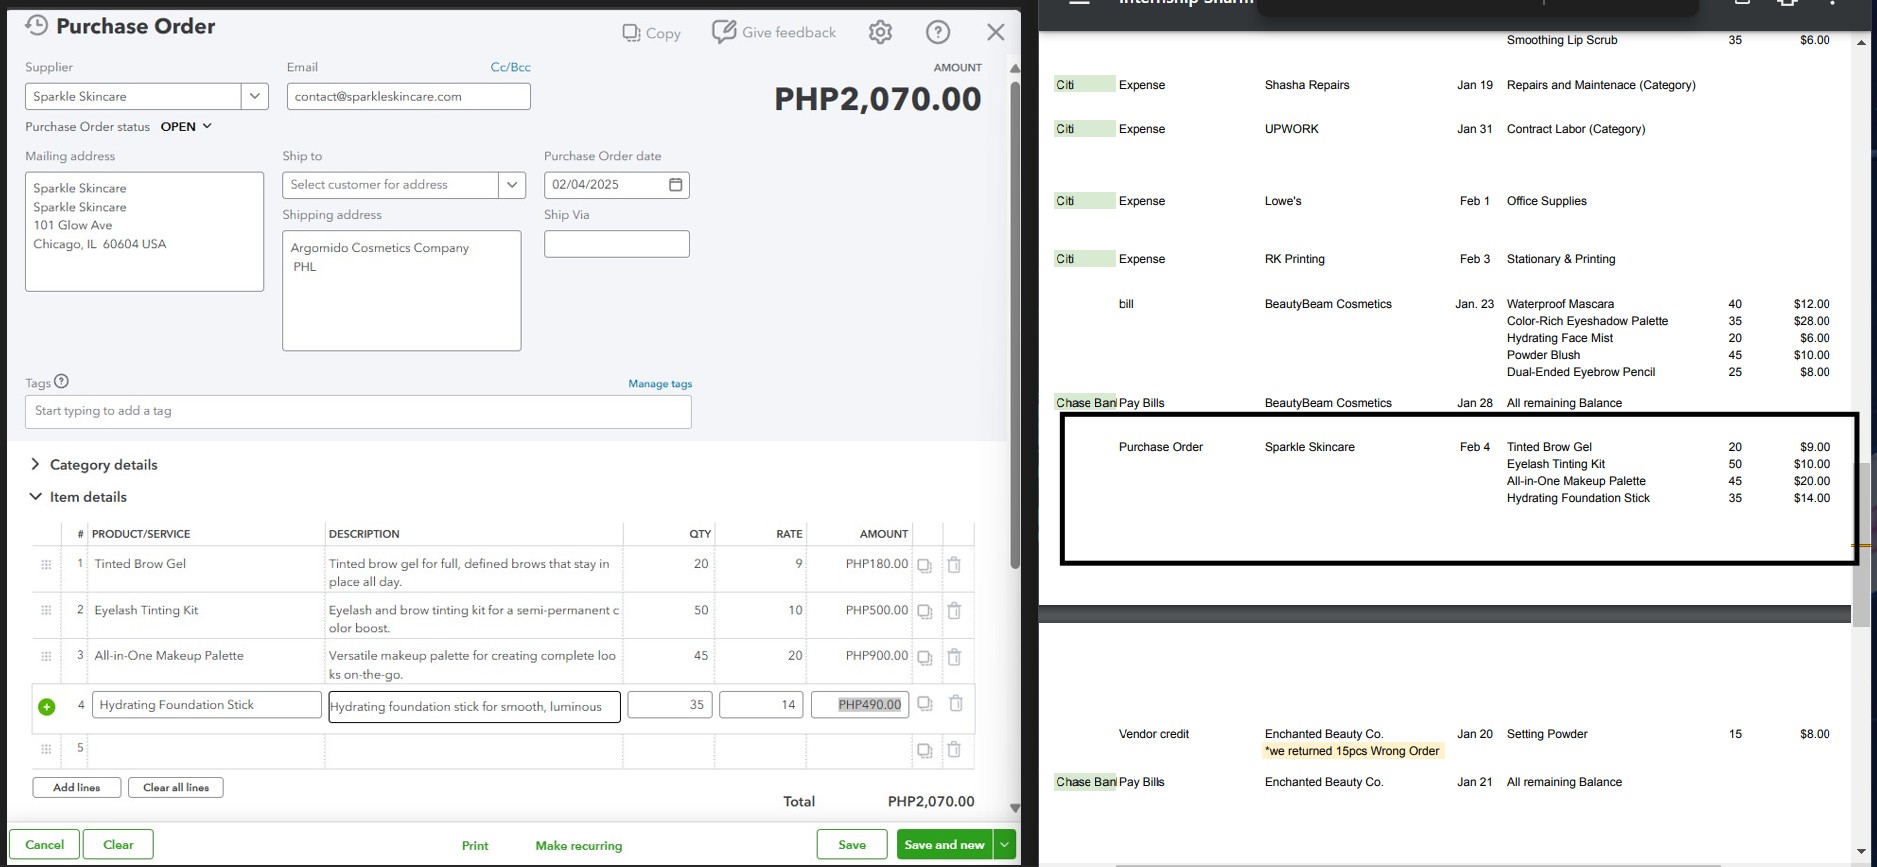 Purchase Order
Copy
Give feedback
Supplier
Email
Cc/Bcc
AMOUNT
Sparkle Skincare
contact@sparkleskincare.com
PHP2,070.00
Purchase Order status OPEN
Mailing address
Ship to
Purchase Order date
Sparkle Skincare
Sparkle Skincare
101 Glow Ave
Chicago, IL 60604 USA
Select customer for address
02/04/2025
Shipping address
Ship Via
Argomido Cosmetics Company
PHL
Tags
Manage tags
Start typing to add a tag
Category details
Item details
# PRODUCT/SERVICE DESCRIPTION QTY RATE AMOUNT
1 Tinted Brow Gel Tinted brow gel for full, defined brows that stay in 20 9 PHP180.00
place all day.
2 Eyelash Tinting Kit Eyelash and brow tinting kit for a semi-permanent c 50 10 PHP500.00
olor boost.
3 All-in-One Makeup Palette Versatile makeup palette for creating complete loo 45 20 PHP900.00
ks on-the-go.
4 Hydrating Foundation Stick Hydrating foundation stick for smooth, luminous 35 14 PHP490.00
5
Add lines
Clear all lines
Total PHP2,070.00
Cancel
Clear
Print
Make recurring
Save
Save and new
Smoothing Lip Scrub 35 $6.00
Citi Expense Shasha Repairs Jan 19 Repairs and Maintenace (Category)
Citi Expense UPWORK Jan 31 Contract Labor (Category)
Citi Expense Lowe's Feb 1 Office Supplies
Citi Expense RK Printing Feb 3 Stationary & Printing
bill BeautyBeam Cosmetics Jan. 23 Waterproof Mascara 40 $12.00
Color-Rich Eyeshadow Palette 35 $28.00
Hydrating Face Mist 20 $6.00
Powder Blush 45 $10.00
Dual-Ended Eyebrow Pencil 25 $8.00
Chase Ban Pay Bills BeautyBeam Cosmetics Jan 28 All remaining Balance
Purchase Order Sparkle Skincare Feb 4 Tinted Brow Gel 20 $9.00
Eyelash Tinting Kit 50 $10.00
All-in-One Makeup Palette 45 $20.00
Hydrating Foundation Stick 35 $14.00
Vendor credit Enchanted Beauty Co. Jan 20 Setting Powder 15 $8.00
*we returned 15pcs Wrong Order
Chase Ban Pay Bills Enchanted Beauty Co. Jan 21 All remaining Balance